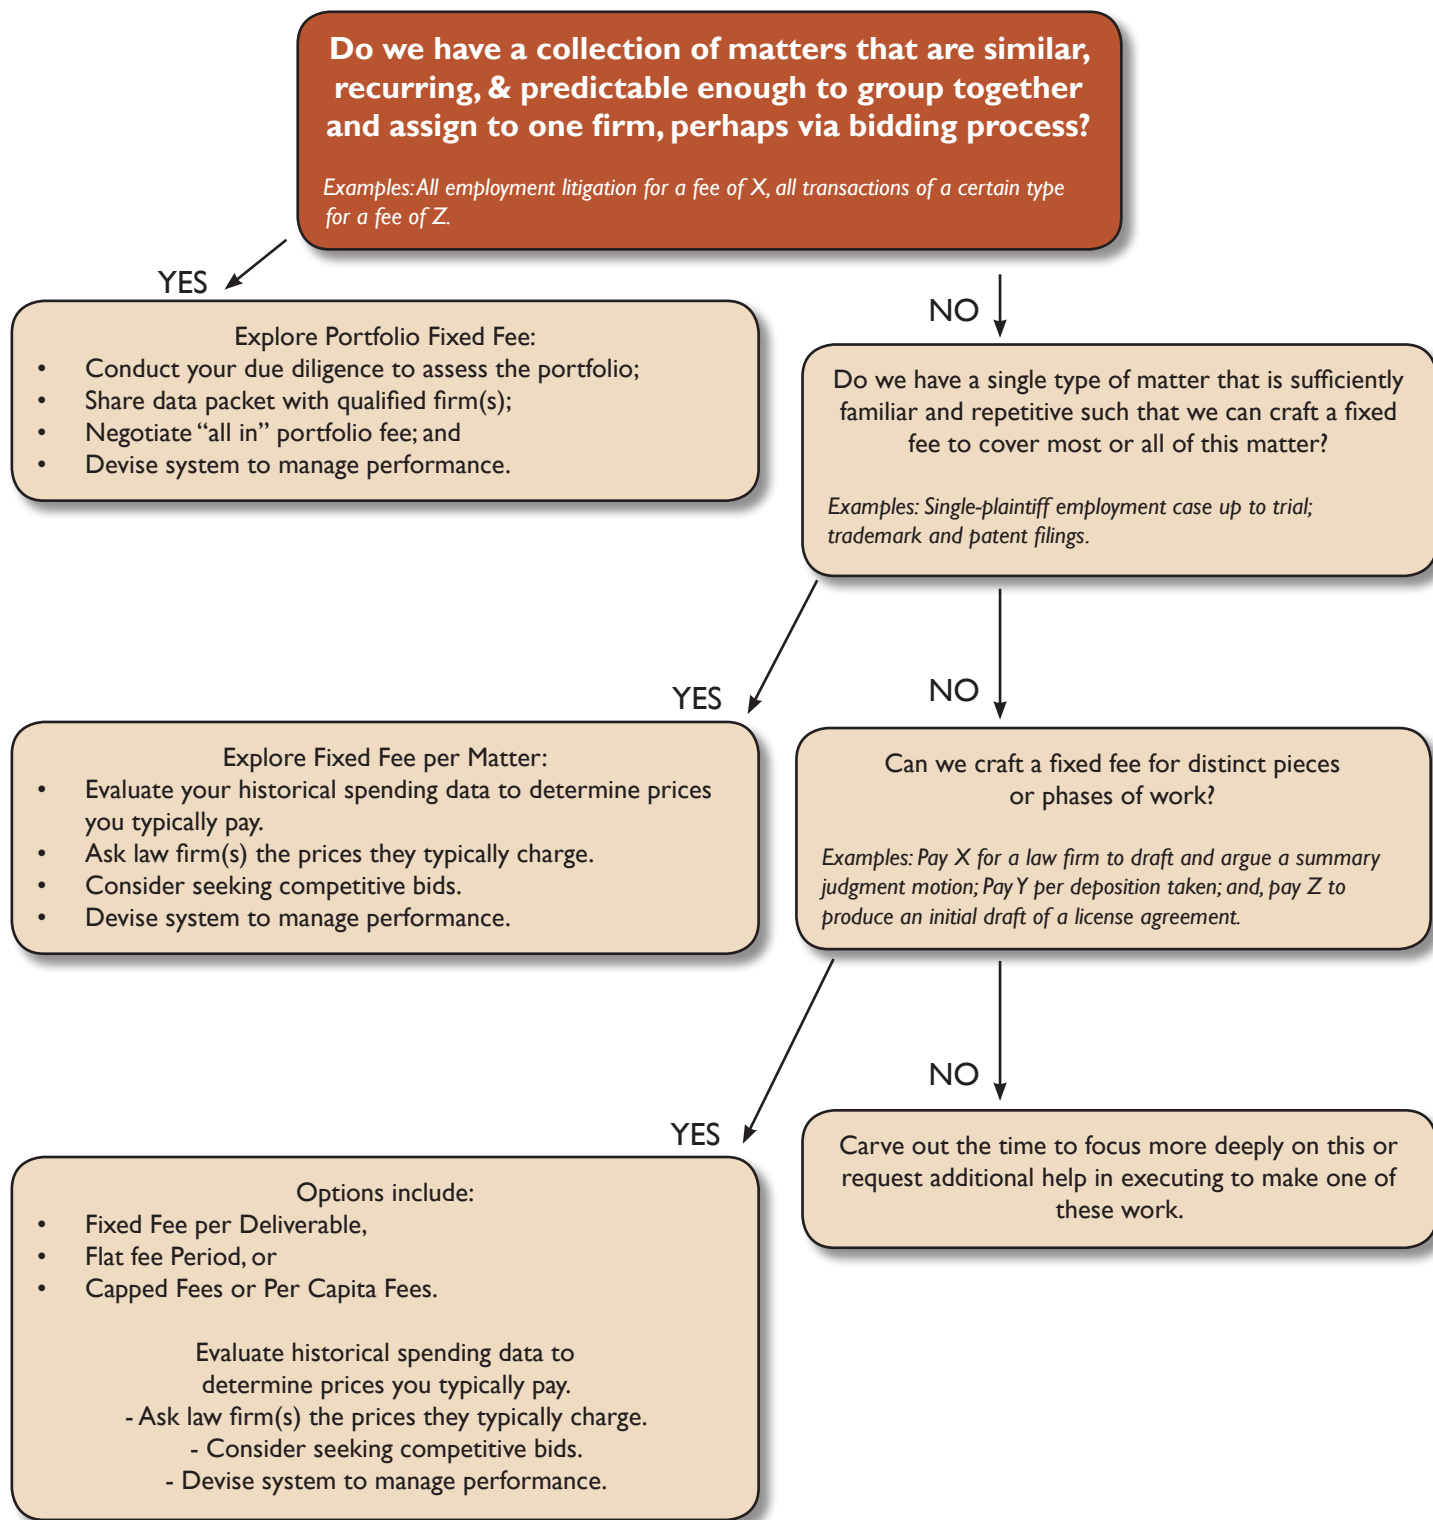 Do we have a collection of matters that are similar,
recurring, & predictable enough to group together
and assign to one firm, perhaps via bidding process?
Examples: All employment litigation for a fee of X, all transactions of a certain type
for a fee of Z.
YES
NO
Explore Portfolio Fixed Fee:
• Conduct your due diligence to assess the portfolio;
• Share data packet with qualified firm(s);
• Negotiate “all in” portfolio fee; and
• Devise system to manage performance.
Do we have a single type of matter that is sufficiently
familiar and repetitive such that we can craft a fixed
fee to cover most or all of this matter?
Examples: Single-plaintiff employment case up to trial;
trademark and patent filings.
YES
NO
Explore Fixed Fee per Matter:
• Evaluate your historical spending data to determine prices
you typically pay.
• Ask law firm(s) the prices they typically charge.
• Consider seeking competitive bids.
• Devise system to manage performance.
Can we craft a fixed fee for distinct pieces
or phases of work?
Examples: Pay X for a law firm to draft and argue a summary
judgment motion; Pay Y per deposition taken; and, pay Z to
produce an initial draft of a license agreement.
YES
NO
Options include:
• Fixed Fee per Deliverable,
• Flat fee Period, or
• Capped Fees or Per Capita Fees.
Evaluate historical spending data to
determine prices you typically pay.
- Ask law firm(s) the prices they typically charge.
- Consider seeking competitive bids.
- Devise system to manage performance.
Carve out the time to focus more deeply on this or
request additional help in executing to make one of
these work.